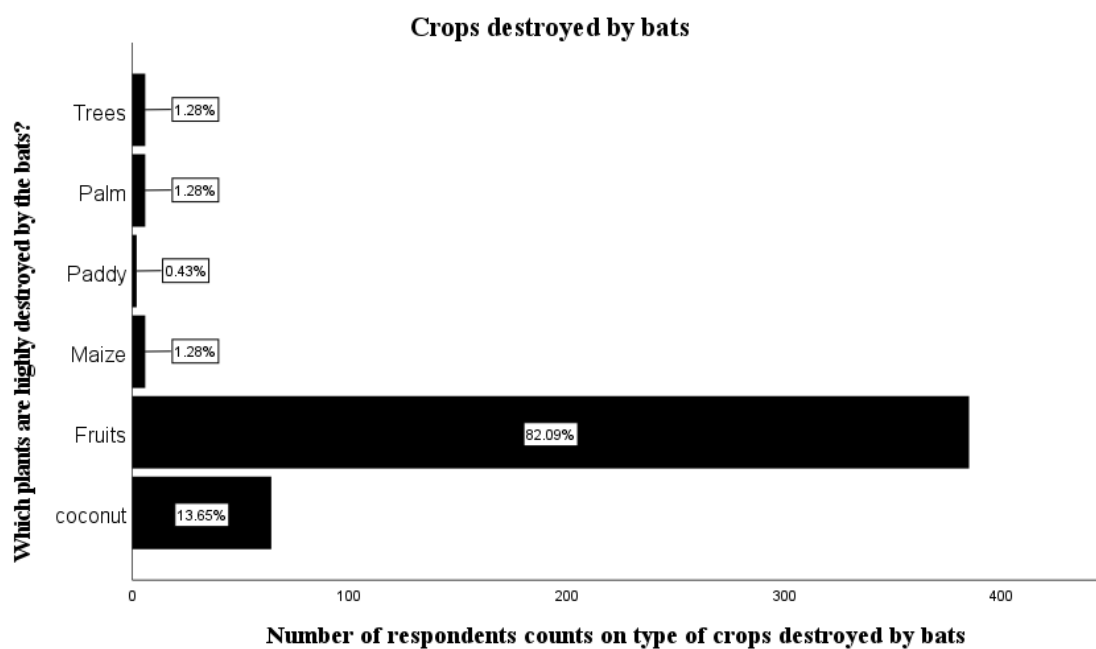 Crops destroyed by bats
Which plants are highly destroyed by the bats?
Trees
1.28%
Palm
1.28%
Paddy
0.43%
Maize
1.28%
Fruits
82.09%
coconut
13.65%
0 100 200 300 400
Number of respondents counts on type of crops destroyed by bats